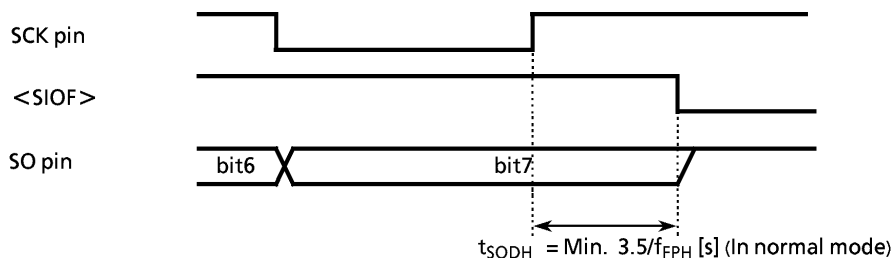 SCK pin
<SIOF>
SO pin bit6 bit7
tSODH = Min. 3.5/fFPH [s] (In normal mode)